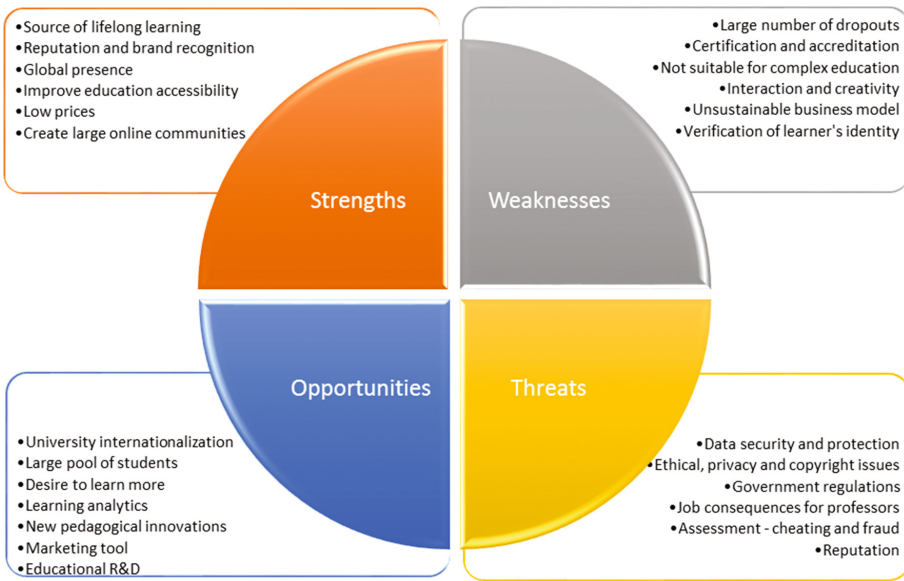 •Source of lifelong learning
•Reputation and brand recognition
•Global presence
•Improve education accessibility
•Low prices
•Create large online communities
Strengths
•Large number of dropouts
•Certification and accreditation
•Not suitable for complex education
•Interaction and creativity
•Unsustainable business model
•Verification of learner's identity
Weaknesses
Opportunities
•University internationalization
•Large pool of students
•Desire to learn more
•Learning analytics
•New pedagogical innovations
•Marketing tool
•Educational R&D
Threats
•Data security and protection
•Ethical, privacy and copyright issues
•Government regulations
•Job consequences for professors
•Assessment - cheating and fraud
•Reputation